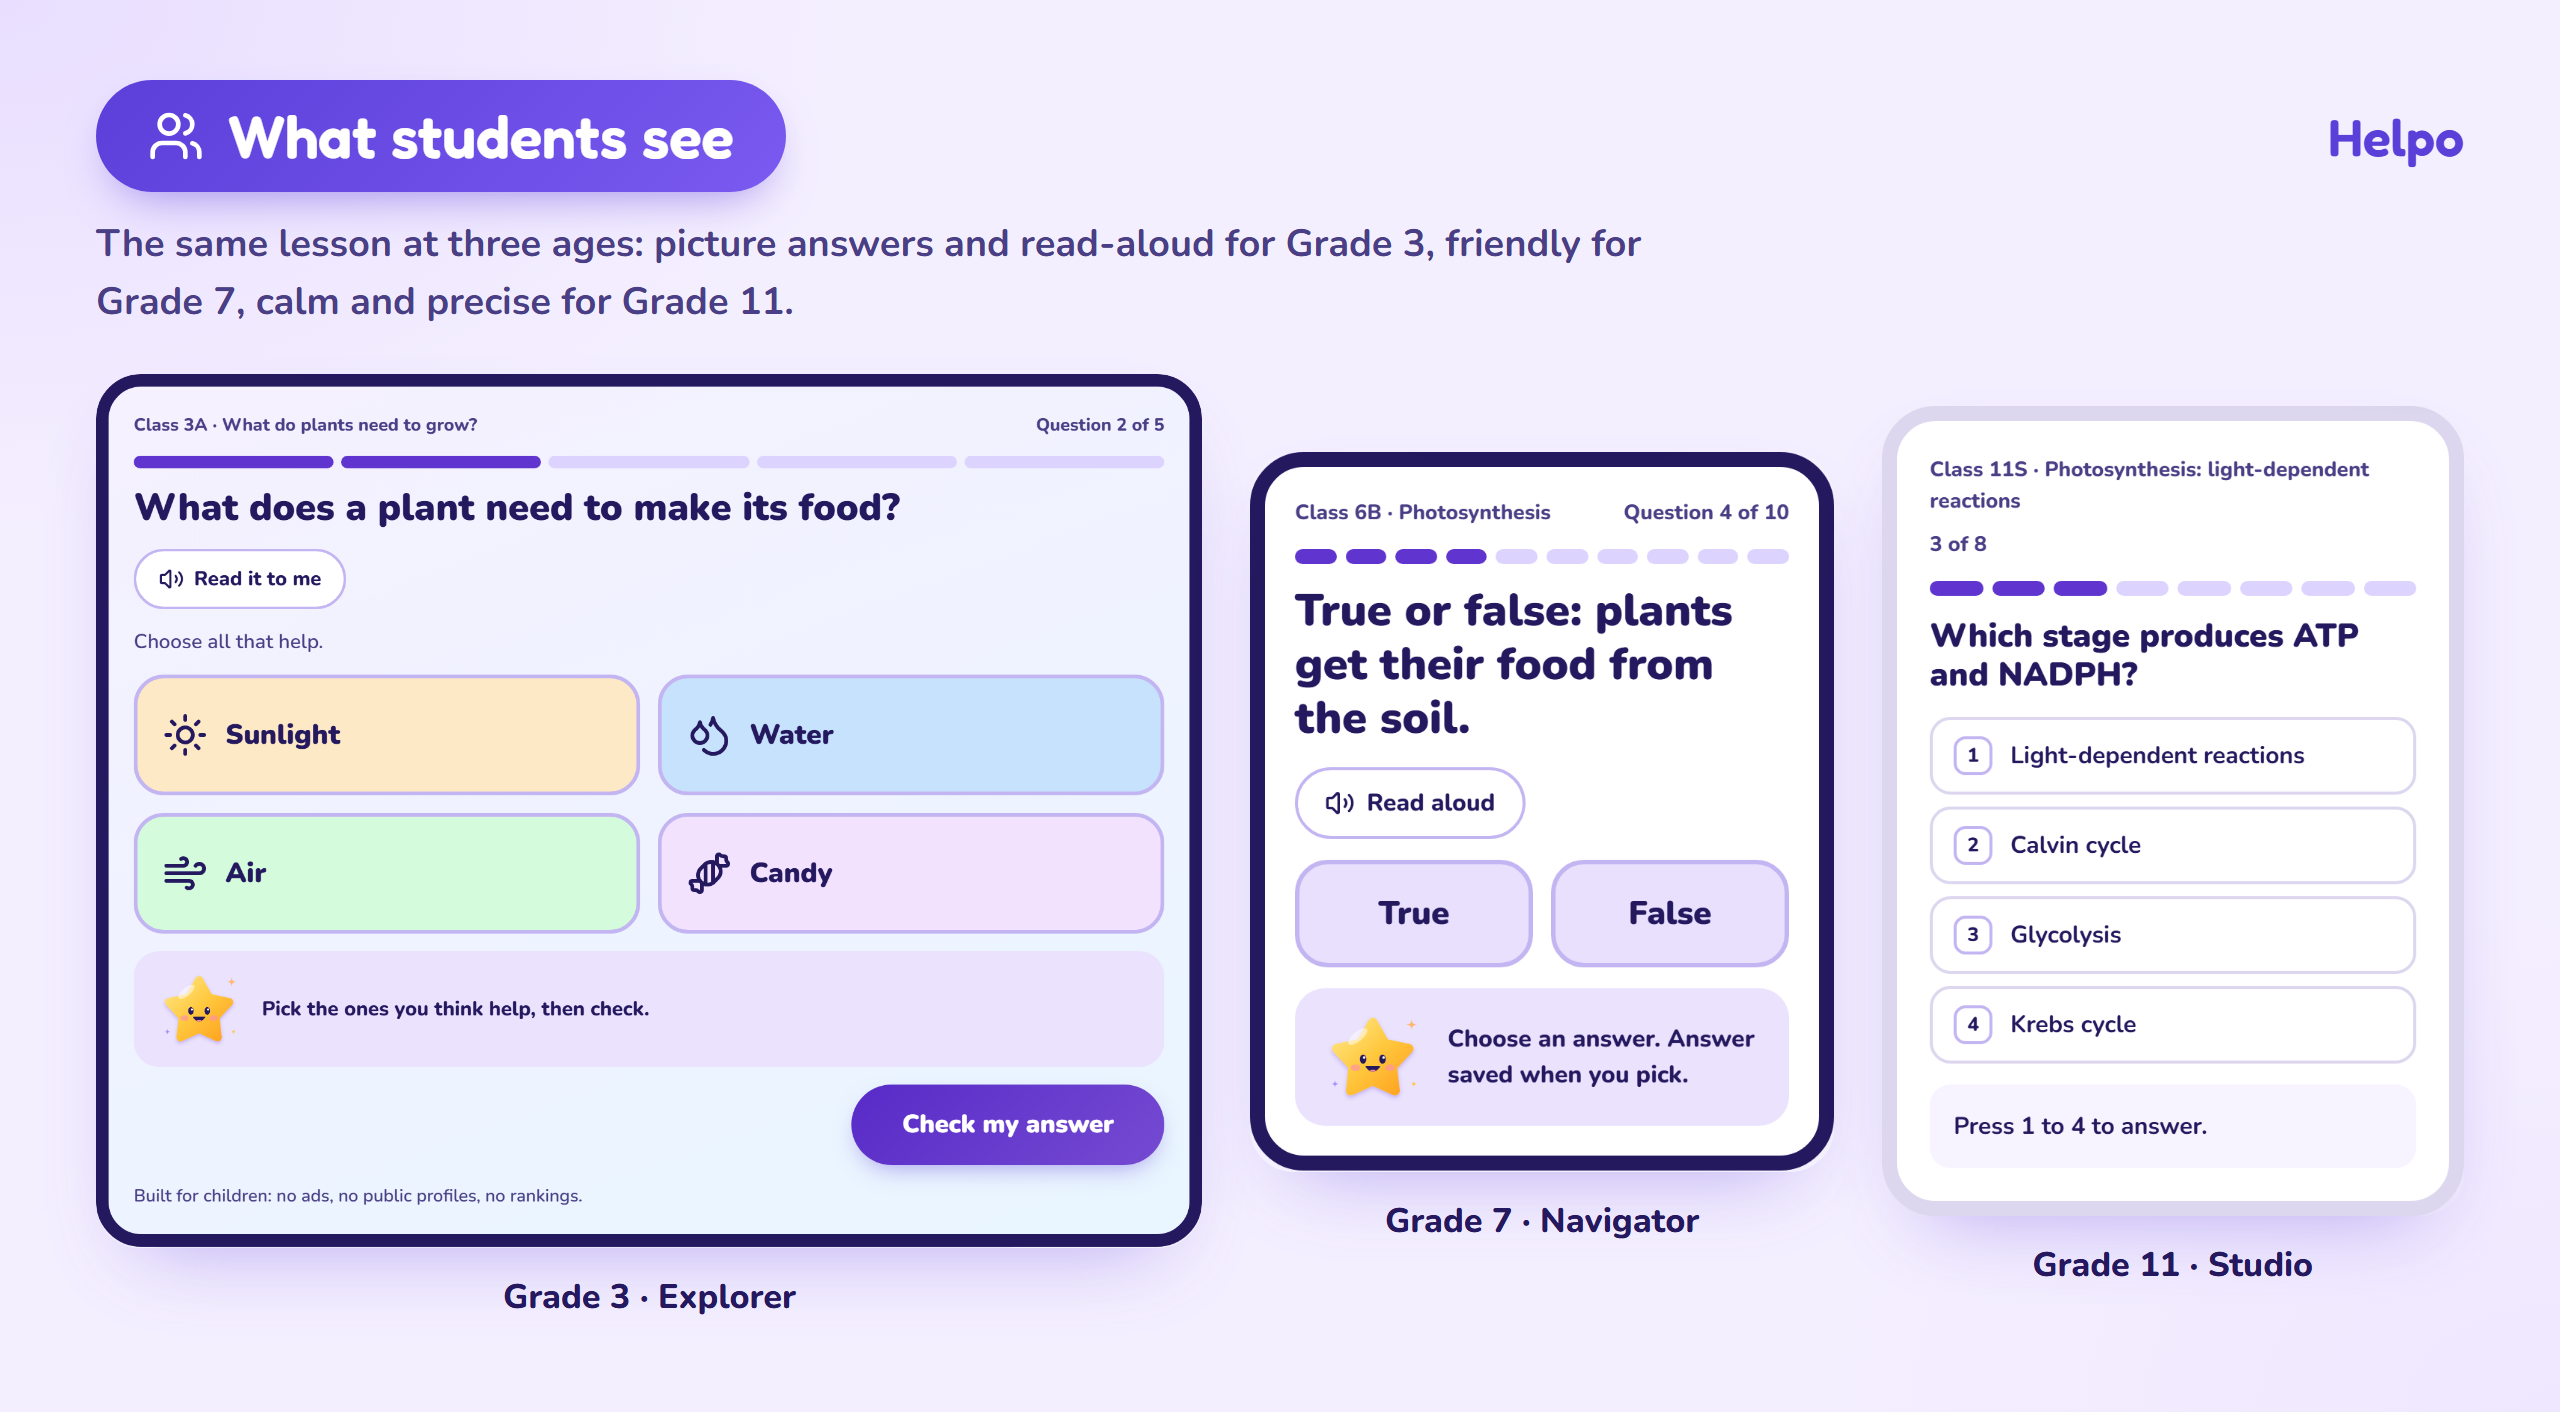 What students see
Helpo
The same lesson at three ages: picture answers and read-aloud for Grade 3, friendly for
Grade 7, calm and precise for Grade 11.
Class 3A · What do plants need to grow?
Question 2 of 5
What does a plant need to make its food?
Read it to me
Choose all that help.
Sunlight
Water
Air
Candy
Pick the ones you think help, then check.
Check my answer
Built for children: no ads, no public profiles, no rankings.
Grade 3 · Explorer
Class 6B · Photosynthesis
Question 4 of 10
True or false: plants
get their food from
the soil.
Read aloud
True
False
Choose an answer. Answer
saved when you pick.
Grade 7 · Navigator
Class 11S · Photosynthesis: light-dependent
reactions
3 of 8
Which stage produces ATP
and NADPH?
1 Light-dependent reactions
2 Calvin cycle
3 Glycolysis
4 Krebs cycle
Press 1 to 4 to answer.
Grade 11 · Studio